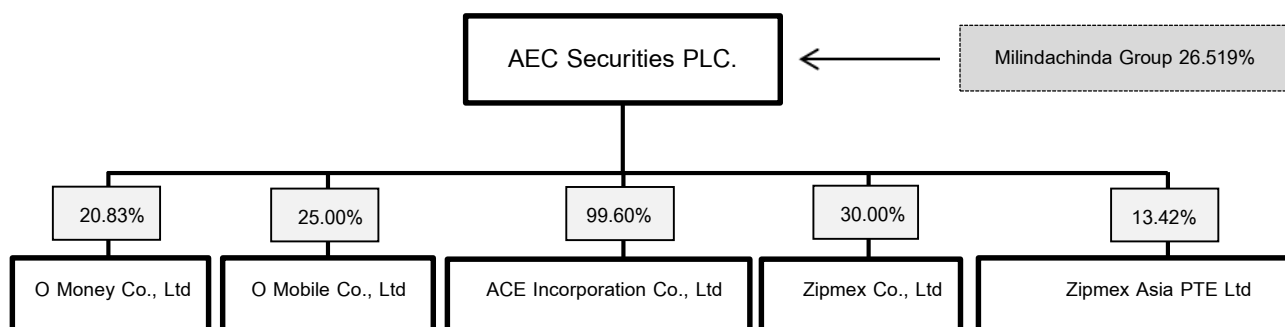 AEC Securities PLC.
Milindachinda Group 26.519%
20.83%
25.00%
99.60%
30.00%
13.42%
O Money Co., Ltd
O Mobile Co., Ltd
ACE Incorporation Co., Ltd
Zipmex Co., Ltd
Zipmex Asia PTE Ltd